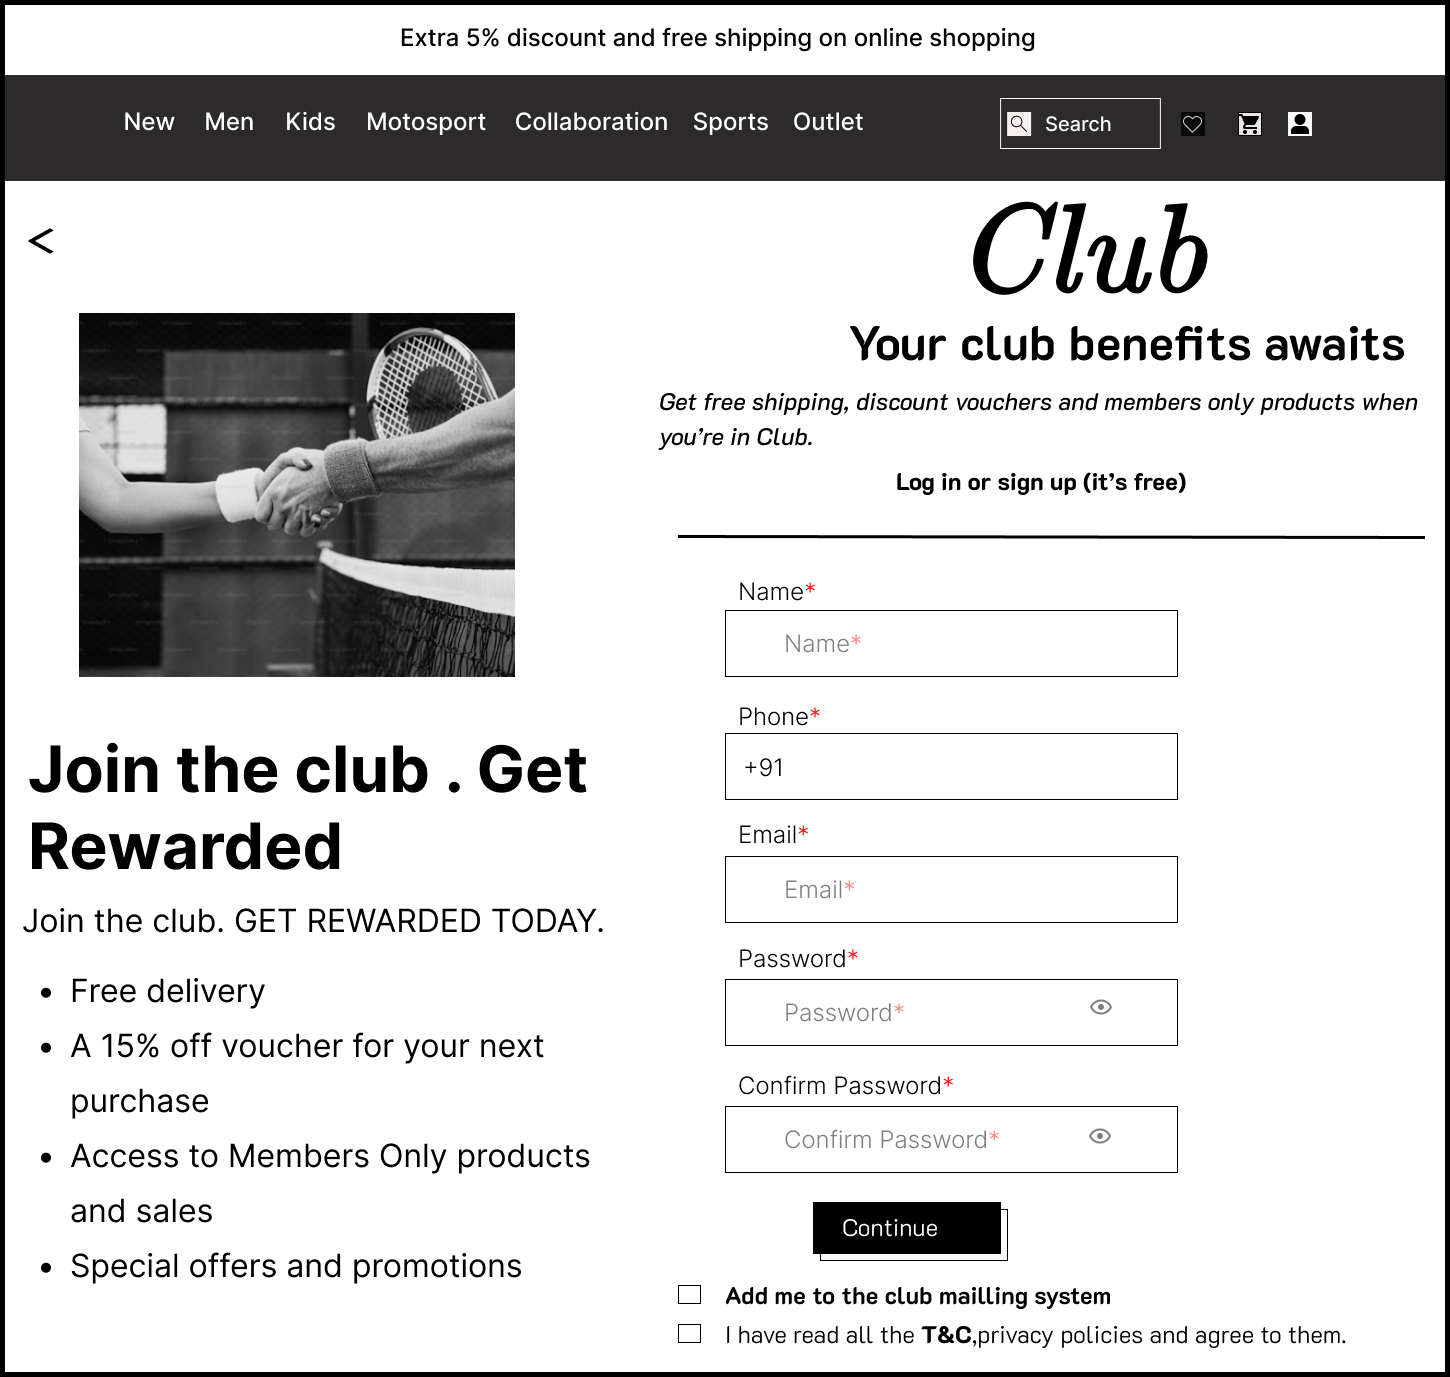 Extra 5% discount and free shipping on online shopping
New Men Kids Motosport Collaboration Sports Outlet Search
<
Club
Your club benefits awaits
Get free shipping, discount vouchers and members only products when
you’re in Club.
Log in or sign up (it’s free)
Name*
Name*
Phone*
+91
Email*
Email*
Password*
Password*
Confirm Password*
Confirm Password*
Continue
Add me to the club mailling system
I have read all the T&C,privacy policies and agree to them.
Join the club . Get
Rewarded
Join the club. GET REWARDED TODAY.
• Free delivery
• A 15% off voucher for your next
purchase
• Access to Members Only products
and sales
• Special offers and promotions